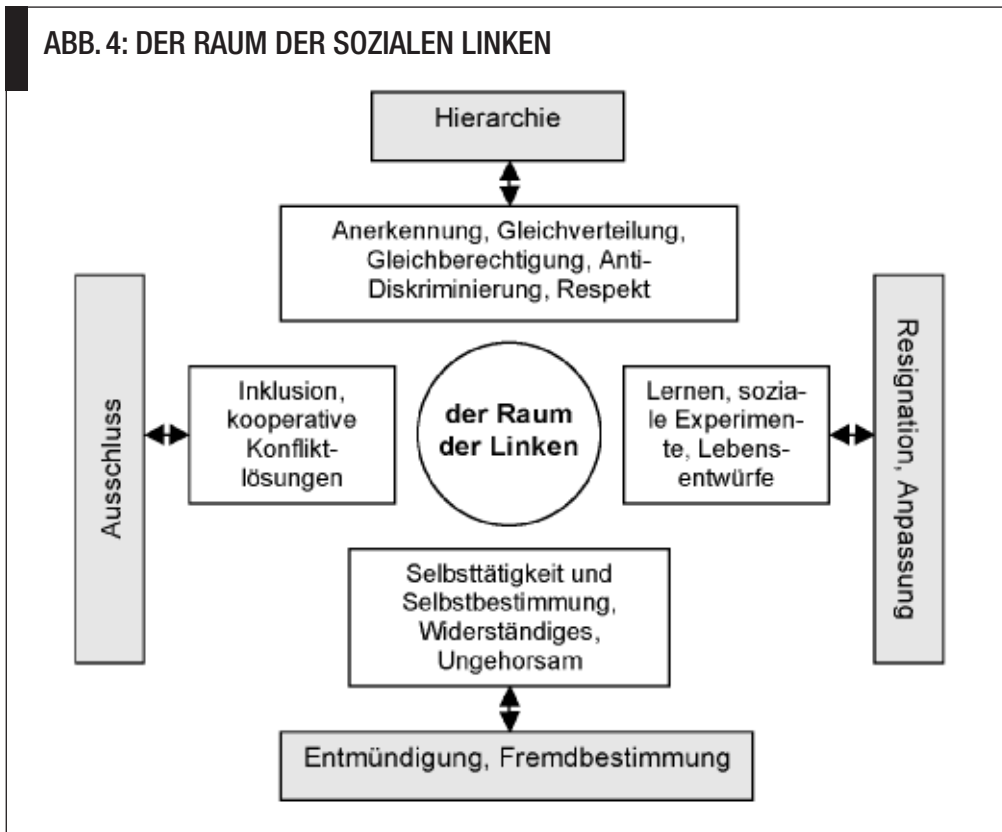 ABB. 4: DER RAUM DER SOZIALEN LINKEN
Hierarchie
Anerkennung, Gleichverteilung,
Gleichberechtigung, Anti-
Diskriminierung, Respekt
Ausschluss
Inklusion,
kooperative
Konflikt-
lösungen
der Raum
der Linken
Lernen, sozia-
le Experimen-
te, Lebens-
entwürfe
Resignation, Anpassung
Selbsttätigkeit und
Selbstbestimmung,
Widerständiges,
Ungehorsam
Entmündigung, Fremdbestimmung